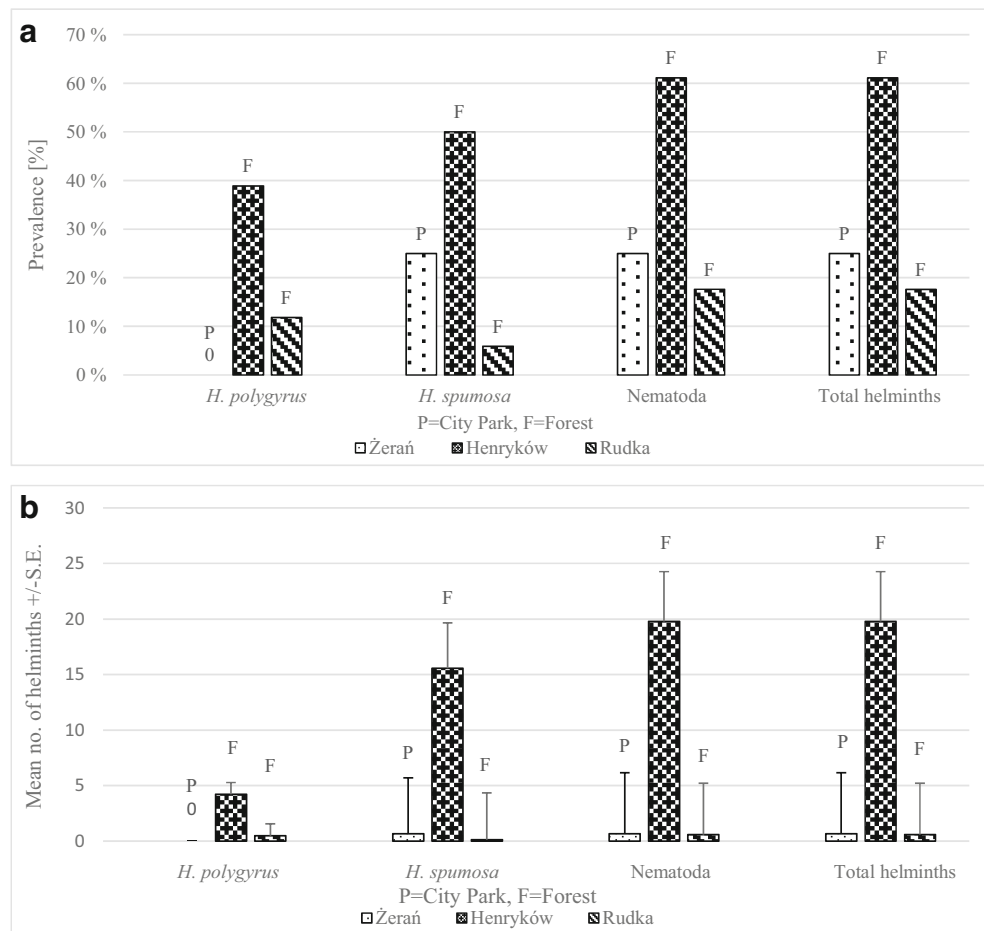 a
Prevalence [%]
70 %
60 %
50 %
40 %
30 %
20 %
10 %
0 %
P
0
F
F
P
F
F
P
F
F
P
F
F
H. polygyrus H. spumosa Nematoda Total helminths
P=City Park, F=Forest
Żerań Henryków Rudka
b
Mean no. of helminths +/-S.E.
30
25
20
15
10
5
0
P
0
F
F
P
F
F
P
F
F
P
F
F
H. polygyrus H. spumosa Nematoda Total helminths
P=City Park, F=Forest
Żerań Henryków Rudka